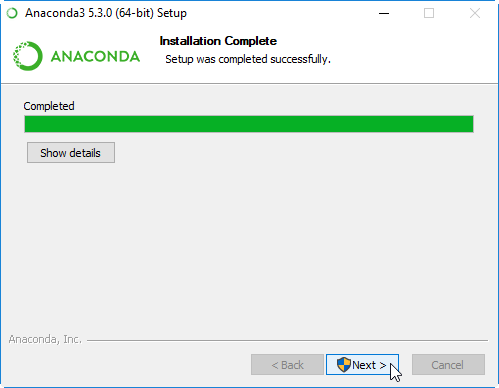 Anaconda3 5.3.0 (64-bit) Setup
ANACONDA
Installation Complete
Setup was completed successfully.
Completed
Show details
Anaconda, Inc.
< Back
Next >
Cancel